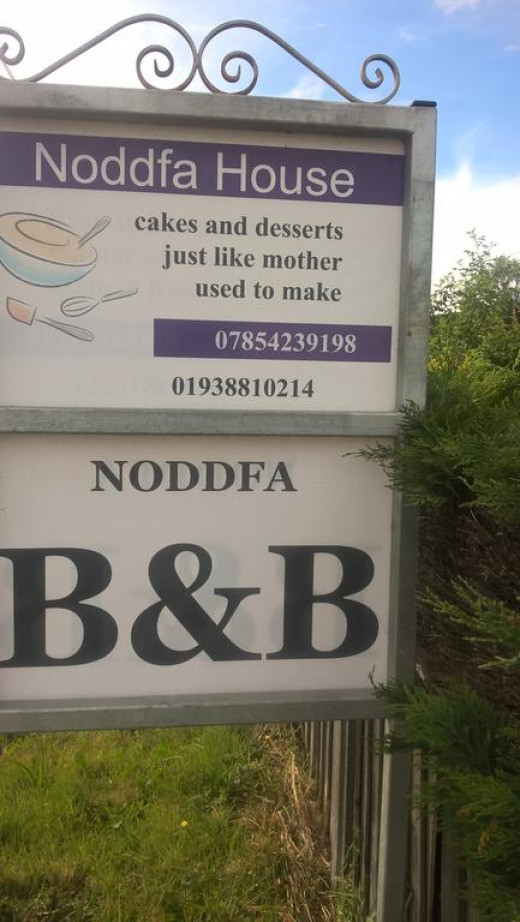 Noddfa House
cakes and desserts
just like mother
used to make
07854239198
01938810214
NODDFA
B&B